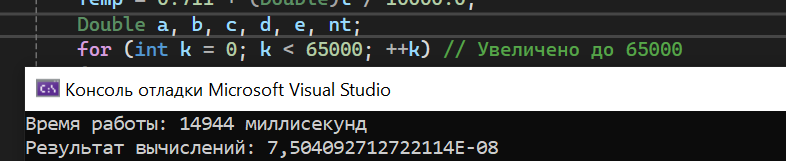 Temp = 0.711 + (Double)t / 10000.0;
Double a, b, c, d, e, nt;
for (int k = 0; k < 65000; ++k) // Увеличено до 65000
C:\ Консоль отладки Microsoft Visual Studio
Время работы: 14944 миллисекунд
Результат вычислений: 7,504092712722114E-08